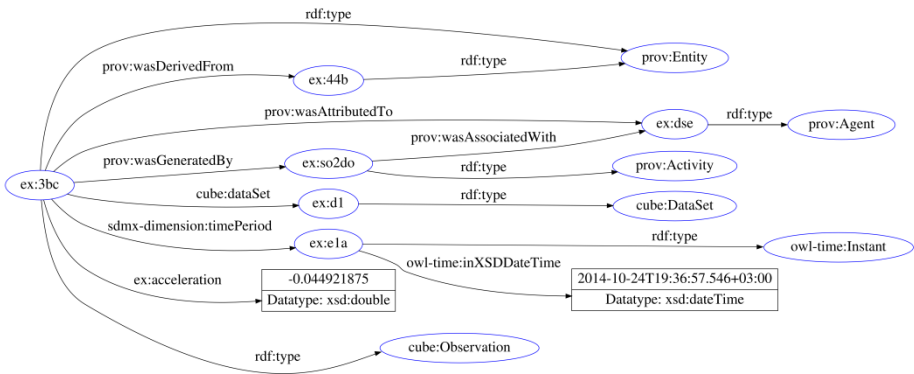 rdf:type
prov:wasDerivedFrom
rdf:type
prov:Entity
ex:44b
prov:wasAttributedTo
rdf:type
ex:dse
prov:Agent
prov:wasAssociatedWith
prov:wasGeneratedBy
ex:so2do
rdf:type
prov:Activity
ex:3bc
cube:dataSet
rdf:type
ex:d1
cube:DataSet
sdmx-dimension:timePeriod
ex:e1a
rdf:type
owl-time:Instant
owl-time:inXSDDateTime
ex:acceleration
-0.044921875
Datatype: xsd:double
2014-10-24T19:36:57.546+03:00
Datatype: xsd:dateTime
rdf:type
cube:Observation